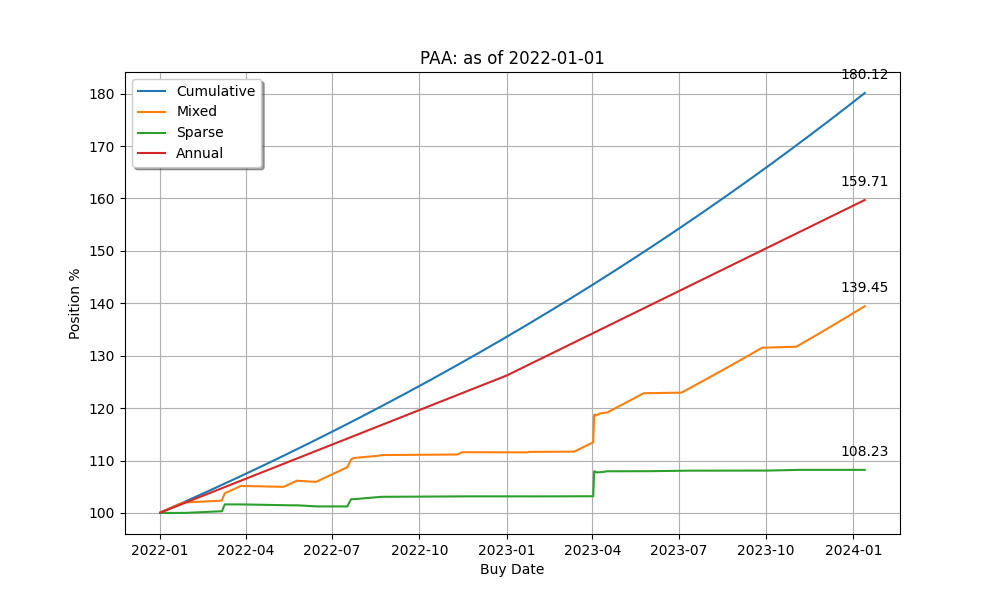 PAA: as of 2022-01-01
Cumulative
Mixed
Sparse
Annual
180.12
159.71
139.45
108.23
Position %
180
170
160
150
140
130
120
110
100
2022-01 2022-04 2022-07 2022-10 2023-01 2023-04 2023-07 2023-10 2024-01
Buy Date